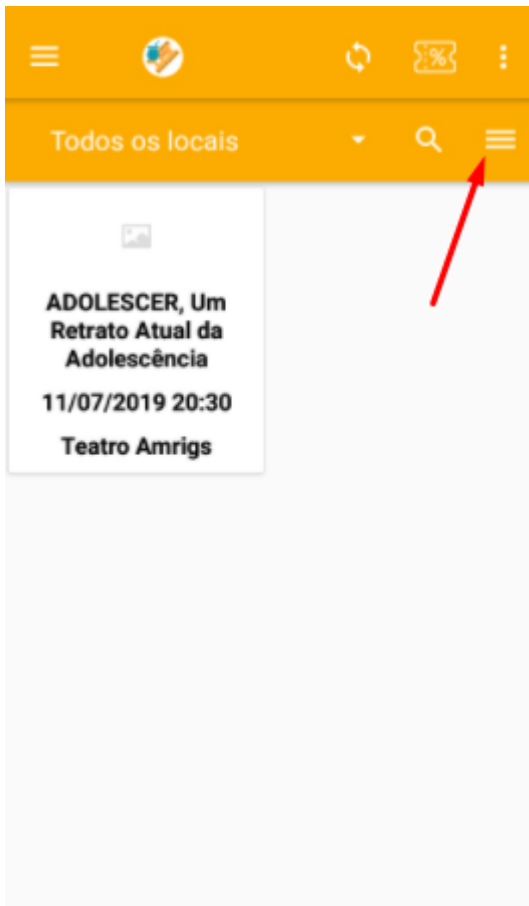 %
Todos os locais
ADOLESCER, Um
Retrato Atual da
Adolescência
11/07/2019 20:30
Teatro Amrigs